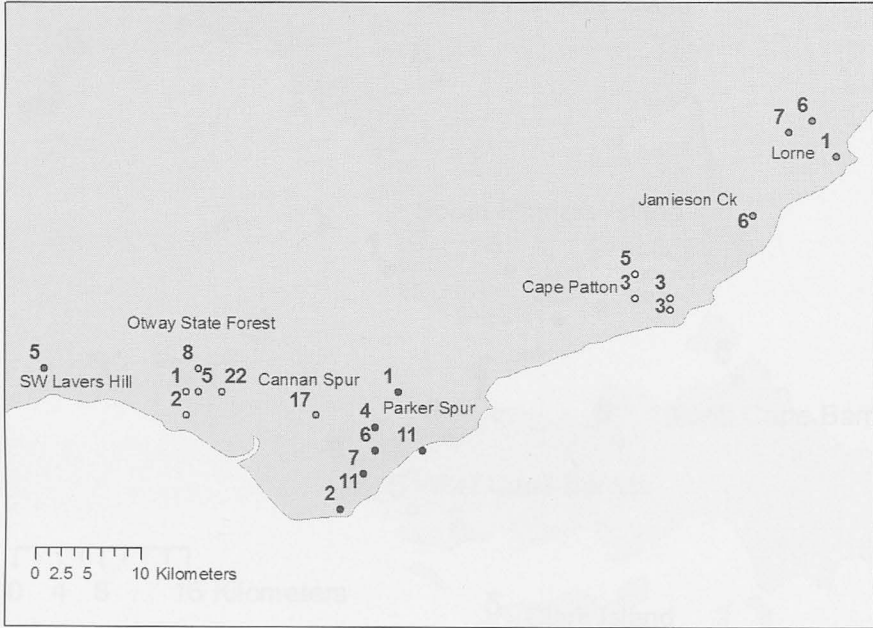 6
7
1
Lorne
Jamieson Ck
6
5
Cape Patton
3
3
3
Otway State Forest
5
8
SW Lavers Hill
1
5
22
Cannan Spur
1
2
17
Parker Spur
4
6
11
7
11
2
0 2.5 5 10 Kilometers